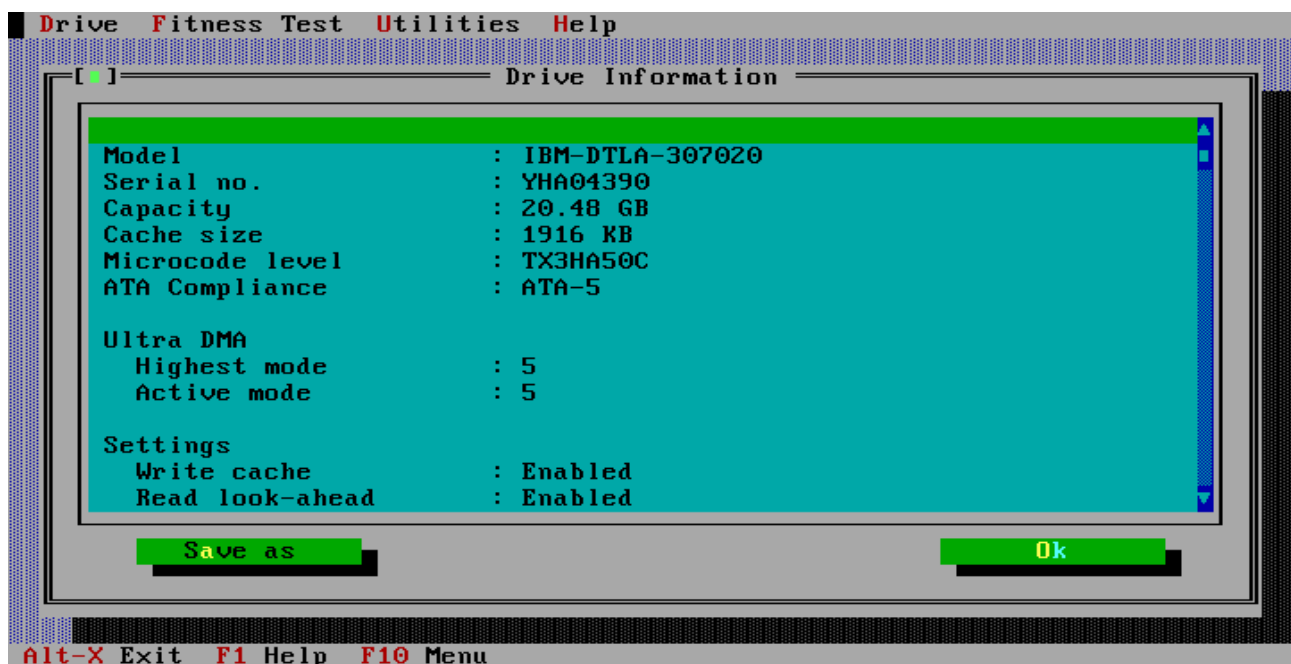 Drive Fitness Test Utilities Help
[■] Drive Information
Model : IBM-DTLA-307020
Serial no. : YHA04390
Capacity : 20.48 GB
Cache size : 1916 KB
Microcode level : TX3HA50C
ATA Compliance : ATA-5
Ultra DMA
Highest mode : 5
Active mode : 5
Settings
Write cache : Enabled
Read look-ahead : Enabled
Save as Ok
Alt-X Exit F1 Help F10 Menu